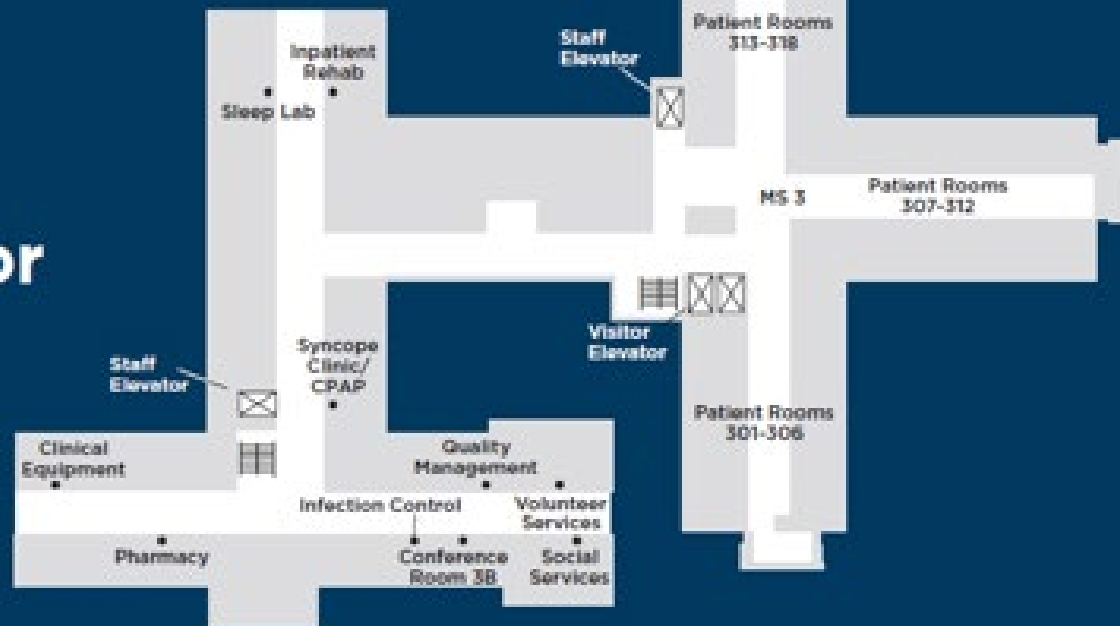 Patient Rooms
313-318
Staff
Elevator
Inpatient
Rehab
Sleep Lab
MS 3
Patient Rooms
307-312
or
Visitor
Elevator
Syncope
Clinic/
CPAP
Staff
Elevator
Patient Rooms
301-306
Clinical
Equipment
Quality
Management
Infection Control
Volunteer
Services
Pharmacy
Conference
Room 3B
Social
Services